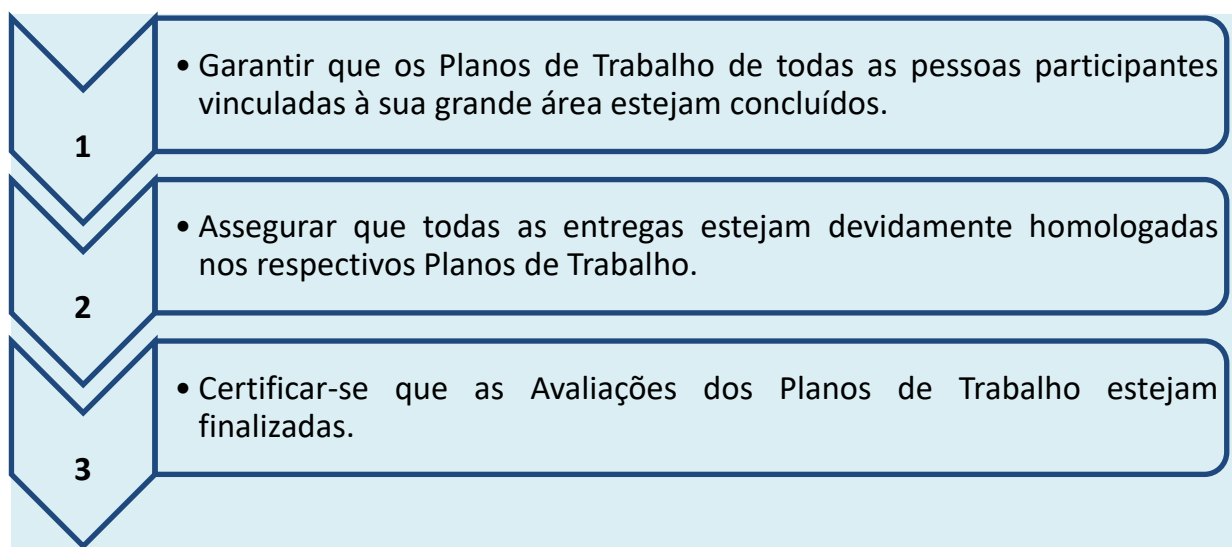 • Garantir que os Planos de Trabalho de todas as pessoas participantes
vinculadas à sua grande área estejam concluídos.
1
• Assegurar que todas as entregas estejam devidamente homologadas
nos respectivos Planos de Trabalho.
2
• Certificar-se que as Avaliações dos Planos de Trabalho estejam
finalizadas.
3